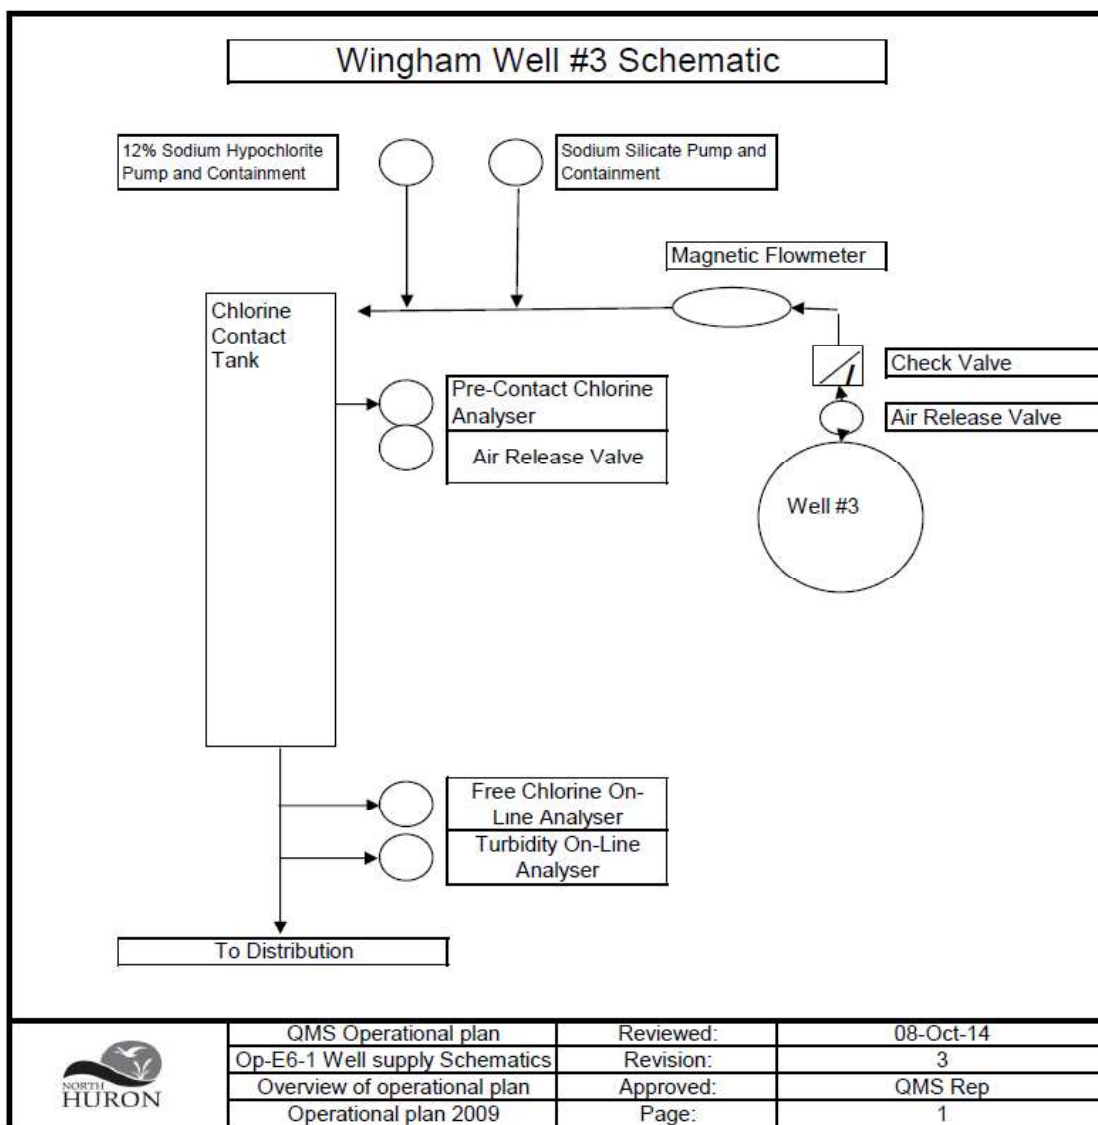 Wingham Well #3 Schematic
12% Sodium Hypochlorite
Pump and Containment
Sodium Silicate Pump and
Containment
Magnetic Flowmeter
Chlorine
Contact
Tank
Check Valve
Pre-Contact Chlorine
Analyser
Air Release Valve
Air Release Valve
Well #3
Free Chlorine On-
Line Analyser
Turbidity On-Line
Analyser
To Distribution
NORTH
HURON
QMS Operational plan Reviewed: 08-Oct-14
Op-E6-1 Well supply Schematics Revision: 3
Overview of operational plan Approved: QMS Rep
Operational plan 2009 Page: 1